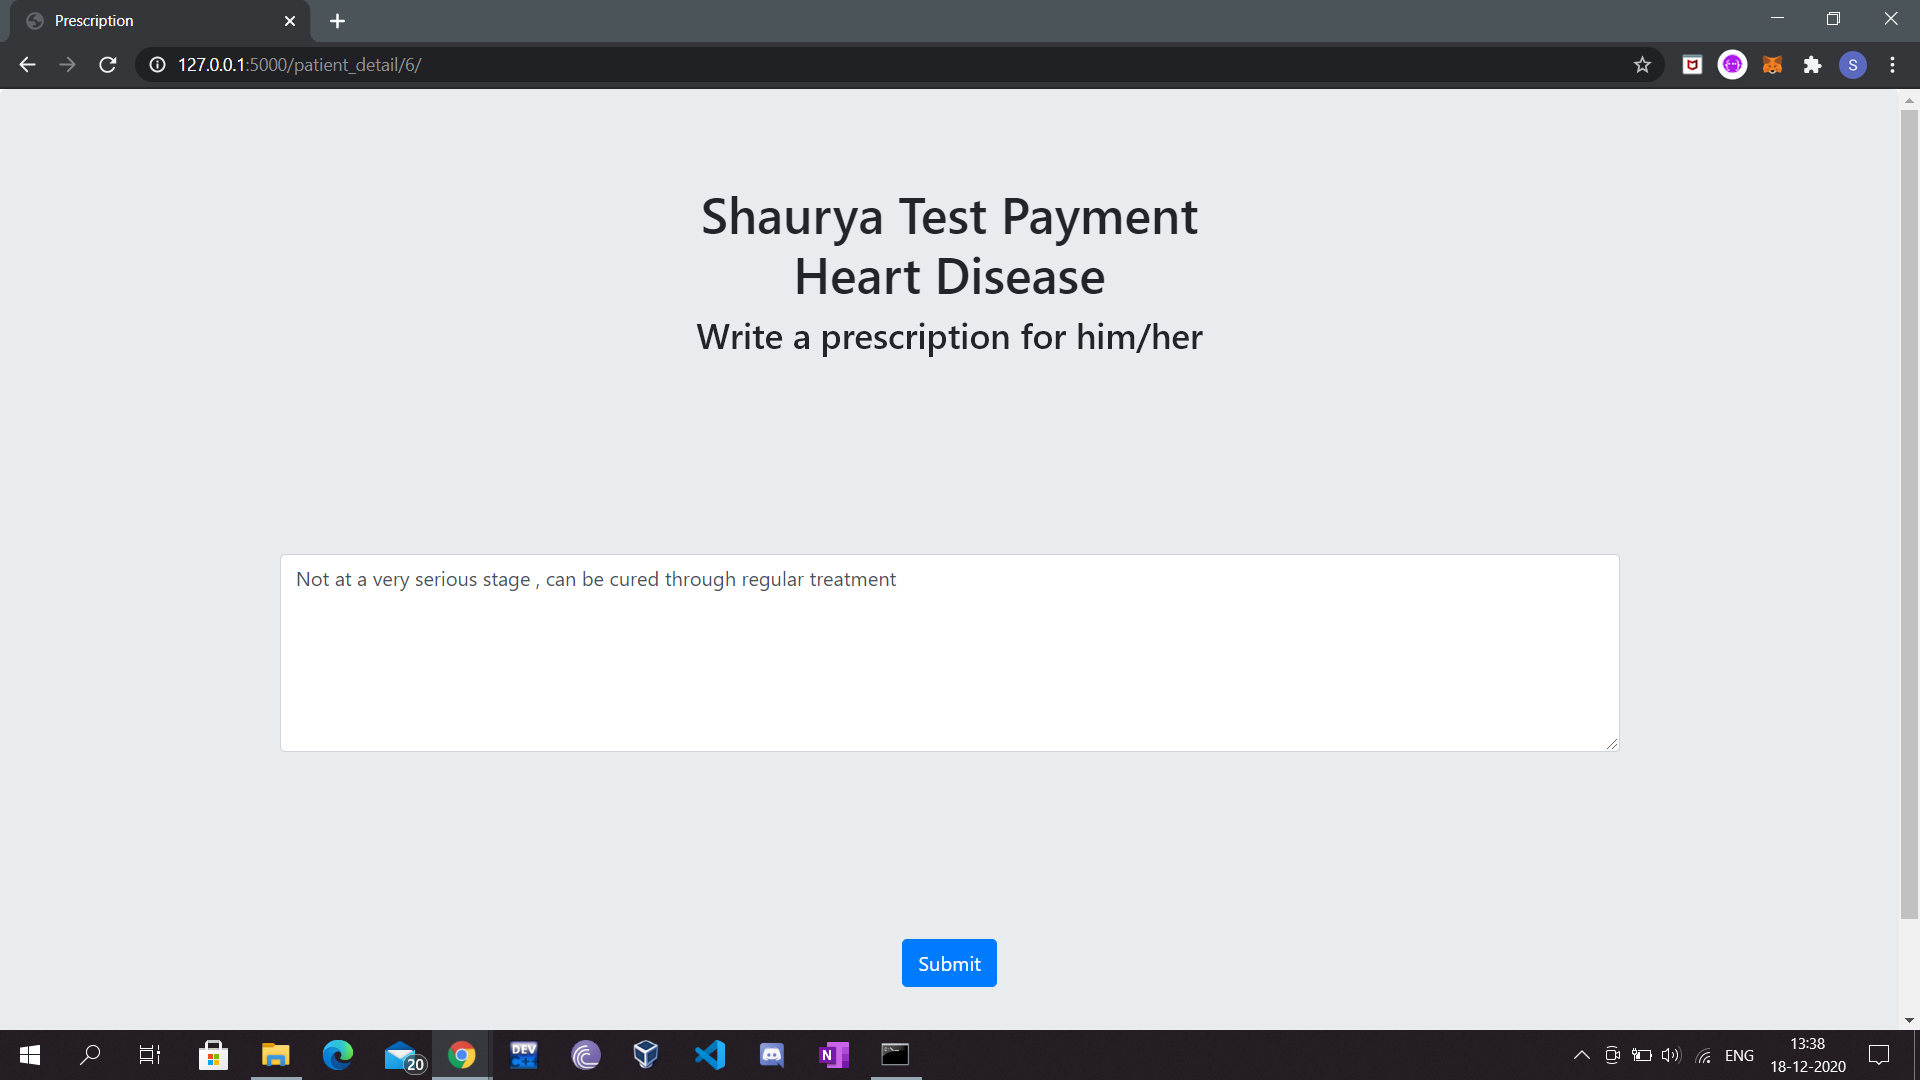 Prescription
127.0.0.1:5000/patient_detail/6/
S
Shaurya Test Payment
Heart Disease
Write a prescription for him/her
Not at a very serious stage , can be cured through regular treatment
Submit
20
DEV
C++
N
ENG
13:38
18-12-2020